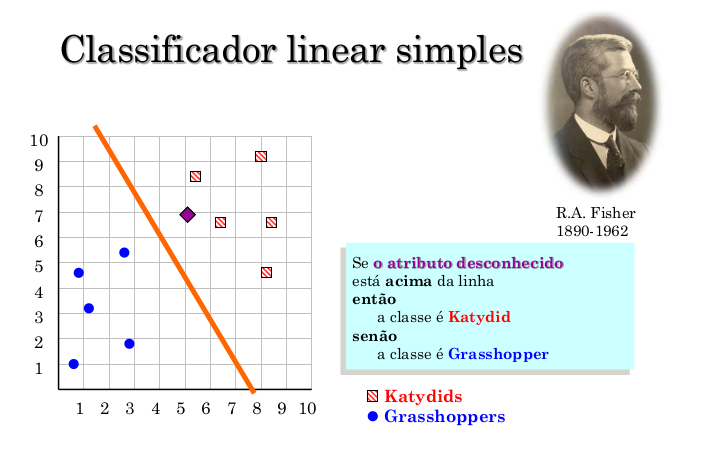 Classificador linear simples
10
9
8
7
6
5
4
3
2
1
1 2 3 4 5 6 7 8 9 10
R.A. Fisher
1890-1962
Se o atributo desconhecido
está acima da linha
então
a classe é Katydid
senão
a classe é Grasshopper
Katydids
Grasshoppers